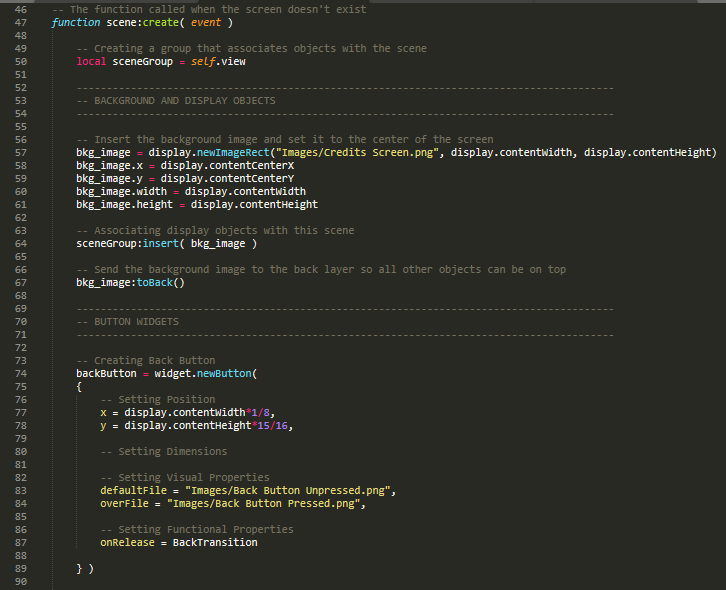 46 -- The function called when the screen doesn't exist
47 function scene:create( event )
48
49 -- Creating a group that associates objects with the scene
50 local sceneGroup = self.view
51
52 -----------------------------------------------------------------------------------------
53 -- BACKGROUND AND DISPLAY OBJECTS
54 -----------------------------------------------------------------------------------------
55
56 -- Insert the background image and set it to the center of the screen
57 bkg_image = display.newImageRect("Images/Credits Screen.png", display.contentWidth, display.contentHeight)
58 bkg_image.x = display.contentCenterX
59 bkg_image.y = display.contentCenterY
60 bkg_image.width = display.contentWidth
61 bkg_image.height = display.contentHeight
62
63 -- Associating display objects with this scene
64 sceneGroup:insert( bkg_image )
65
66 -- Send the background image to the back layer so all other objects can be on top
67 bkg_image:toBack()
68
69 -----------------------------------------------------------------------------------------
70 -- BUTTON WIDGETS
71 -----------------------------------------------------------------------------------------
72
73 -- Creating Back Button
74 backButton = widget.newButton(
75 {
76 -- Setting Position
77 x = display.contentWidth*1/8,
78 y = display.contentHeight*15/16,
79
80 -- Setting Dimensions
81
82 -- Setting Visual Properties
83 defaultFile = "Images/Back Button Unpressed.png",
84 overFile = "Images/Back Button Pressed.png",
85
86 -- Setting Functional Properties
87 onRelease = BackTransition
88
89 } )
90